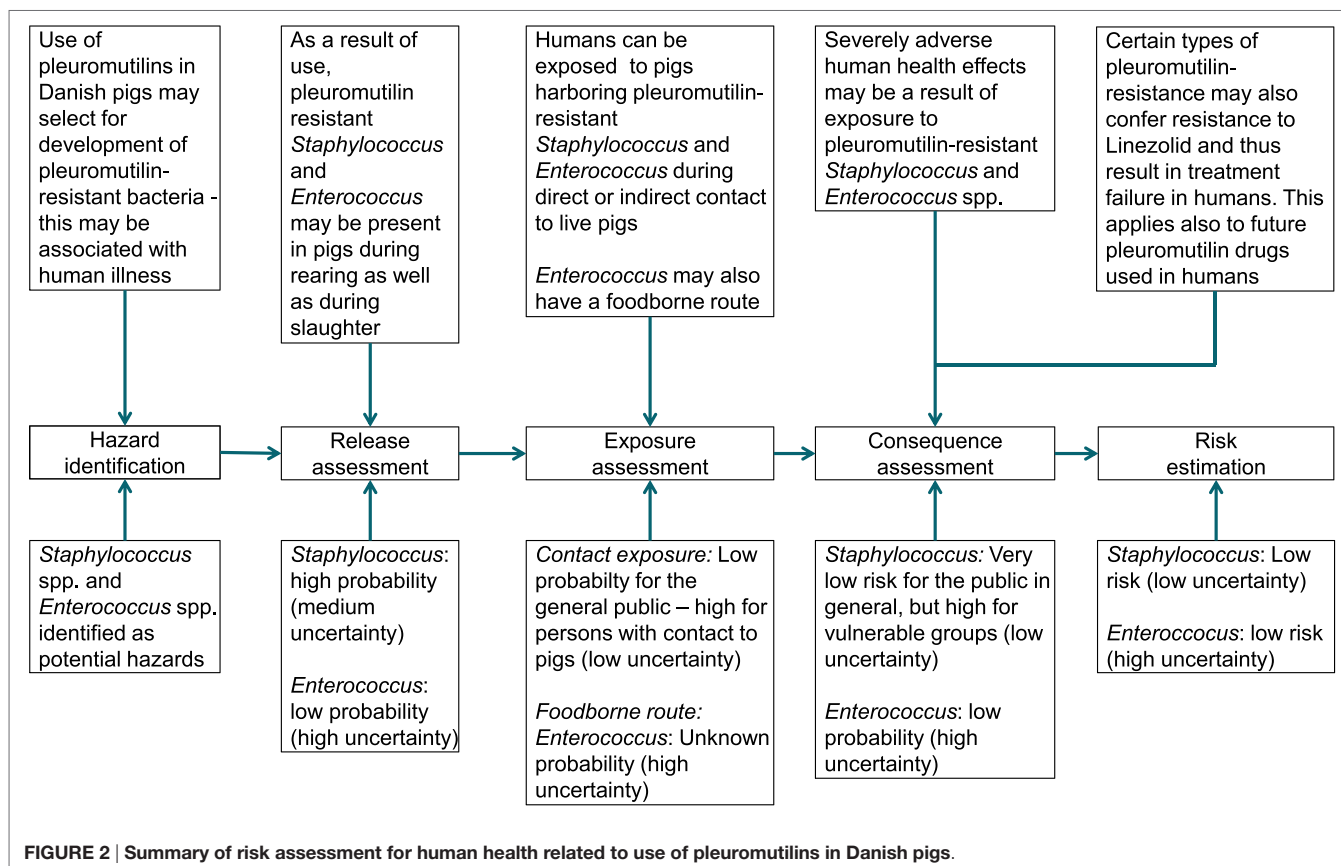 Use of
pleuromutilins in
Danish pigs may
select for
development of
pleuromutilin-
resistant bacteria -
this may be
associated with
human illness
As a result of
use,
pleuromutilin
resistant
Staphylococcus
and
Enterococcus
may be present
in pigs during
rearing as well
as during
slaughter
Humans can be
exposed to pigs
harboring pleuromutilin-
resistant
Staphylococcus and
Enterococcus during
direct or indirect contact
to live pigs
Enterococcus may also
have a foodborne route
Severely adverse
human health effects
may be a result of
exposure to
pleuromutilin-resistant
Staphylococcus and
Enterococcus spp.
Certain types of
pleuromutilin-
resistance may also
confer resistance to
Linezolid and thus
result in treatment
failure in humans. This
applies also to future
pleuromutilin drugs
used in humans
Hazard
identification
Release
assessment
Exposure
assessment
Consequence
assessment
Risk
estimation
Staphylococcus
spp. and
Enterococcus spp.
identified as
potential hazards
Staphylococcus:
high probability
(medium
uncertainty)
Enterococcus:
low probability
(high uncertainty)
Contact exposure: Low
probabilty for the
general public – high for
persons with contact to
pigs (low uncertainty)
Foodborne route:
Enterococcus: Unknown
probability (high
uncertainty)
Staphylococcus: Very
low risk for the public in
general, but high for
vulnerable groups (low
uncertainty)
Enterococcus: low
probability (high
uncertainty)
Staphylococcus: Low
risk (low uncertainty)
Enteroccocus: low risk
(high uncertainty)
FIGURE 2 | Summary of risk assessment for human health related to use of pleuromutilins in Danish pigs.